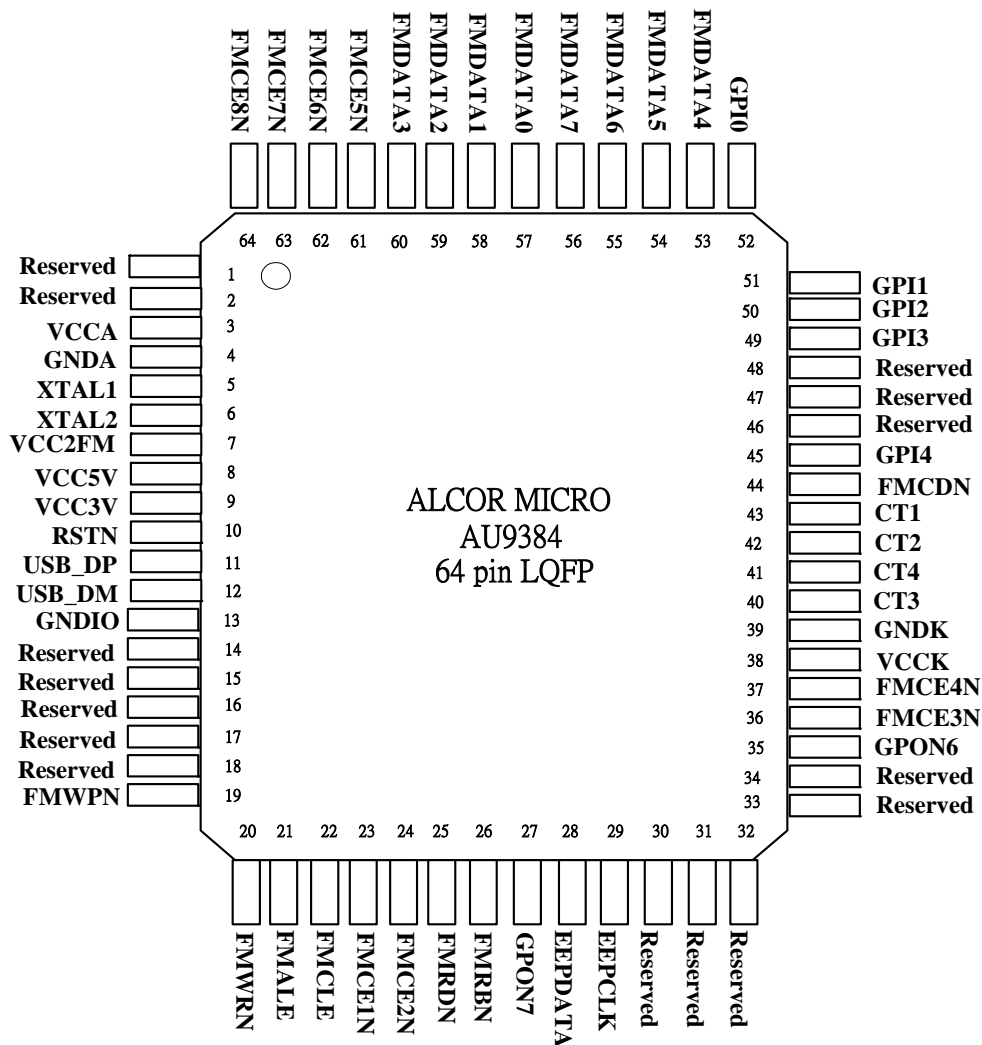 FMCE8N
FMCE7N
FMCE6N
FMCE5N
FMDATA3
FMDATA2
FMDATA1
FMDATA0
FMDATA7
FMDATA6
FMDATA5
FMDATA4
GPI0
64 63 62 61 60 59 58 57 56 55 54 53 52
Reserved 1
Reserved 2
VCCA 3
GNDA 4
XTAL1 5
XTAL2 6
VCC2FM 7
VCC5V 8
VCC3V 9
RSTN 10
USB_DP 11
USB_DM 12
GNDIO 13
Reserved 14
Reserved 15
Reserved 16
Reserved 17
Reserved 18
FMWPN 19
ALCOR MICRO
AU9384
64 pin LQFP
51 GPI1
50 GPI2
49 GPI3
48 Reserved
47 Reserved
46 Reserved
45 GPI4
44 FMCDN
43 CT1
42 CT2
41 CT4
40 CT3
39 GNDK
38 VCCK
37 FMCE4N
36 FMCE3N
35 GPON6
34 Reserved
33 Reserved
20 21 22 23 24 25 26 27 28 29 30 31 32
FMWRN
FMALE
FMCLE
FMCE1N
FMCE2N
FMRDN
FMRBN
GPON7
EEPDATA
EEPCLK
Reserved
Reserved
Reserved